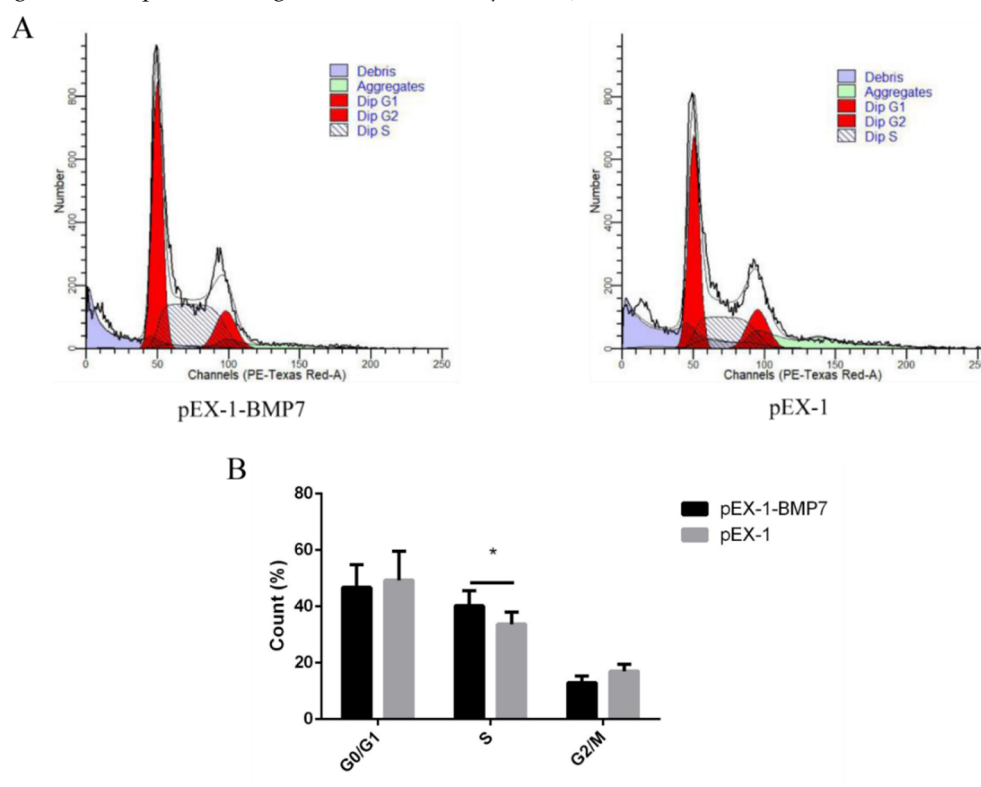 A
Debris
Aggregates
Dip G1
Dip G2
Dip S
Number
800
600
400
200
0
0 50 100 150 200 250
Channels (PE-Texas Red-A)
pEX-1-BMP7
Debris
Aggregates
Dip G1
Dip G2
Dip S
Number
800
600
400
200
0
0 50 100 150 200
Channels (PE-Texas Red-A)
pEX-1
B
80
60
40
20
0
Count (%)
*
pEX-1-BMP7
pEX-1
G0/G1
S
G2/M